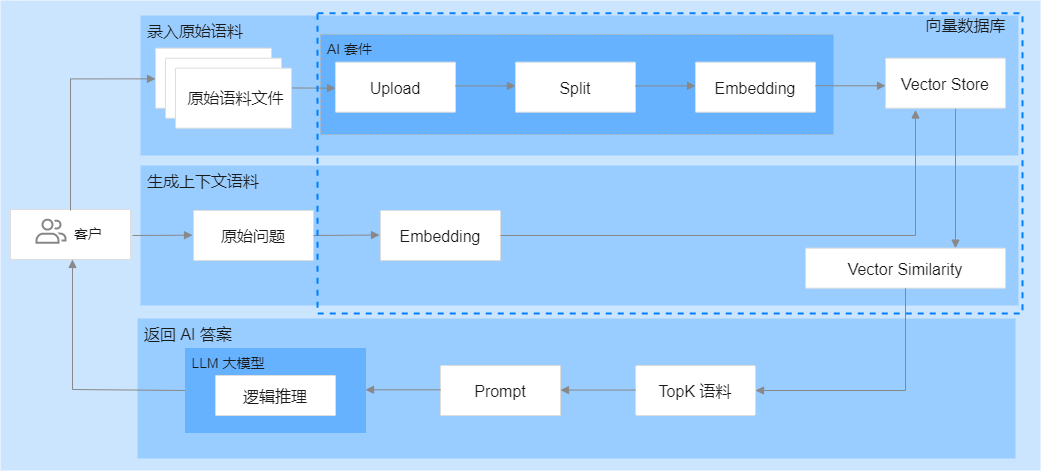 录入原始语料
向量数据库
AI 套件
原始语料文件
Upload
Split
Embedding
Vector Store
生成上下文语料
客户
原始问题
Embedding
Vector Similarity
返回 AI 答案
LLM 大模型
逻辑推理
Prompt
TopK 语料